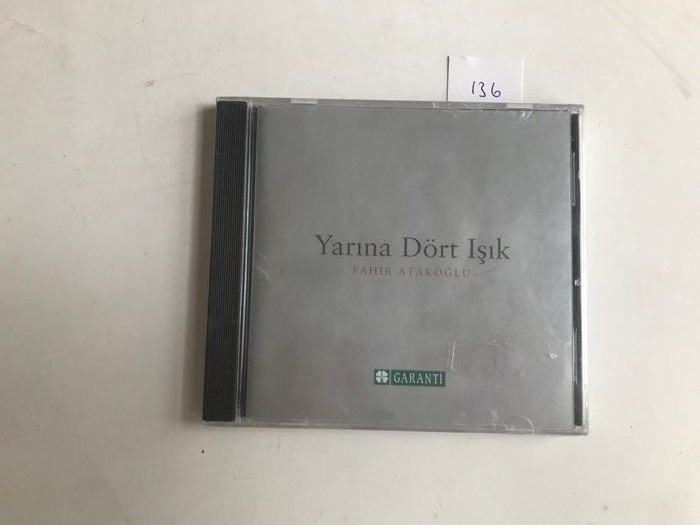 136
Yarına Dört Işık
FAHİR ATAKOĞLU
GARANTİ